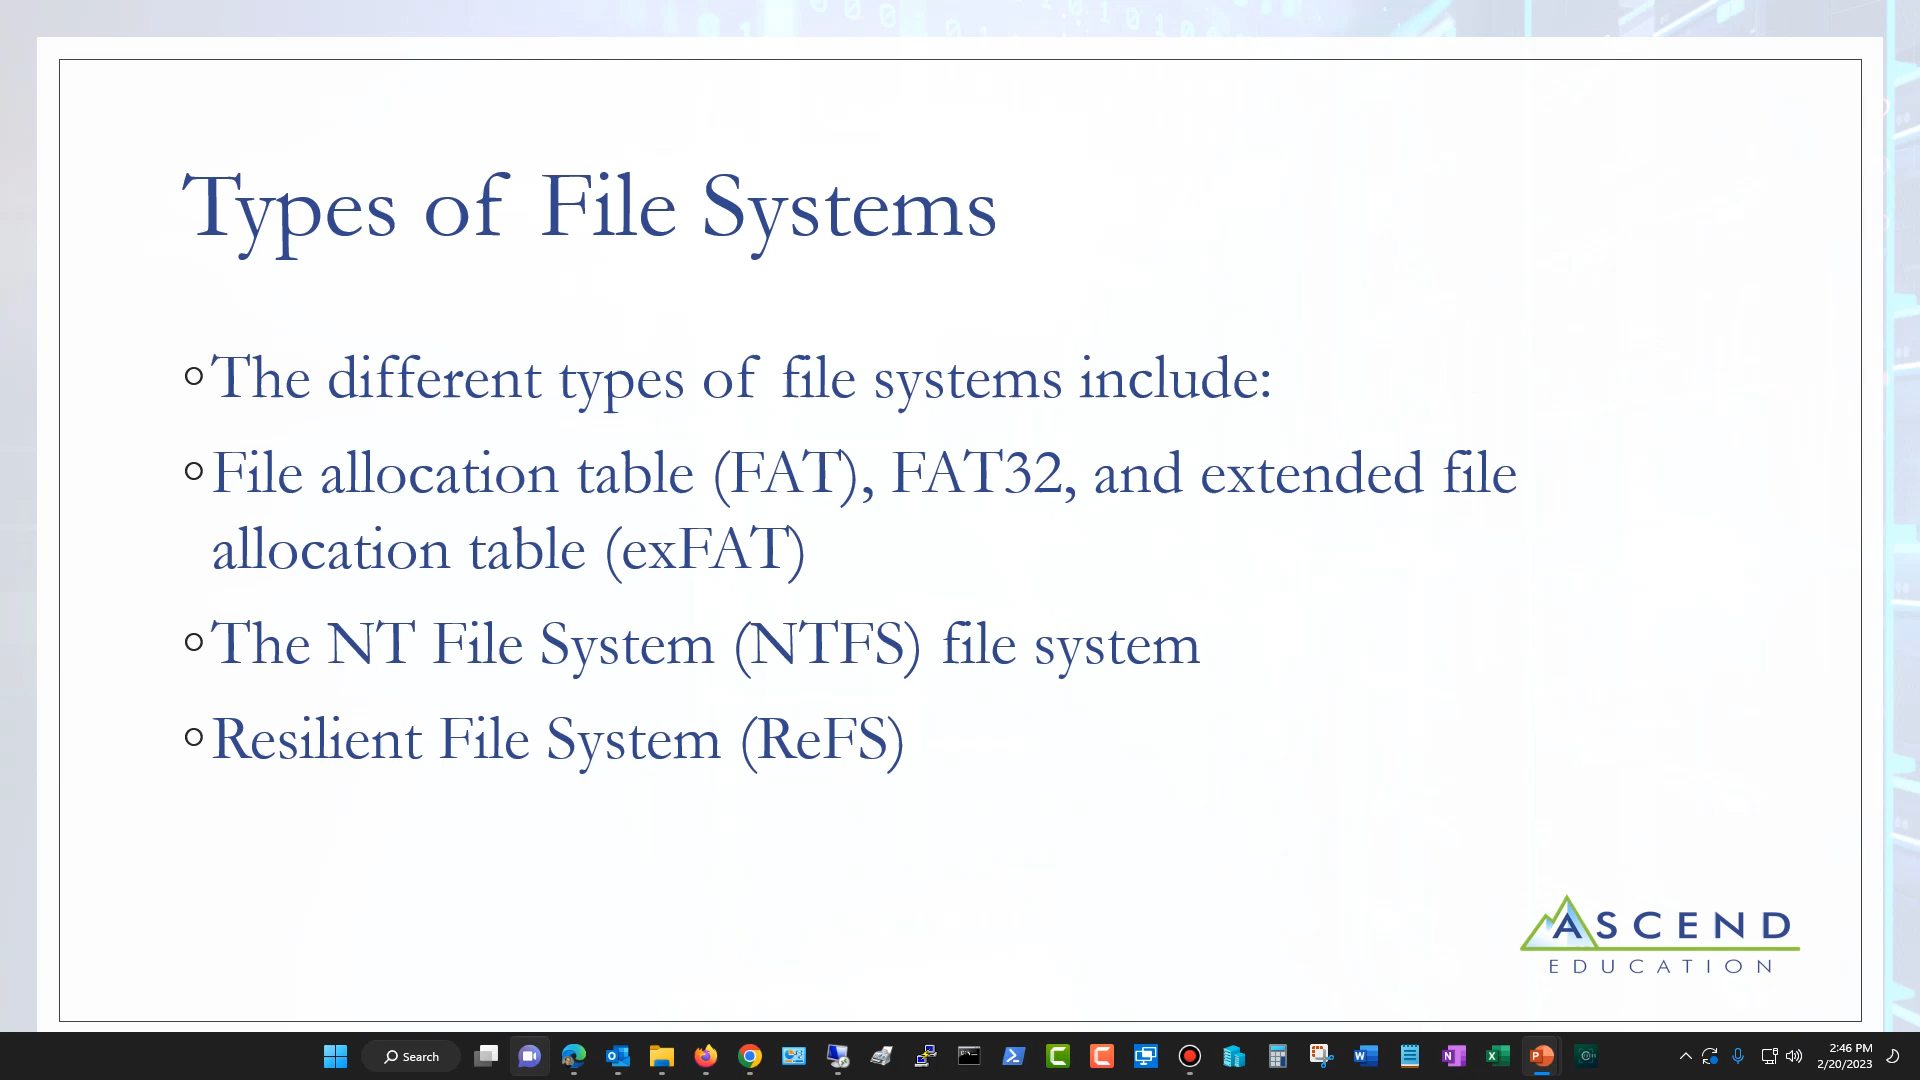 Types of File Systems
The different types of file systems include:
File allocation table (FAT), FAT32, and extended file
allocation table (exFAT)
The NT File System (NTFS) file system
Resilient File System (ReFS)
ASCEND
EDUCATION
Search
2:46 PM
2/20/2023